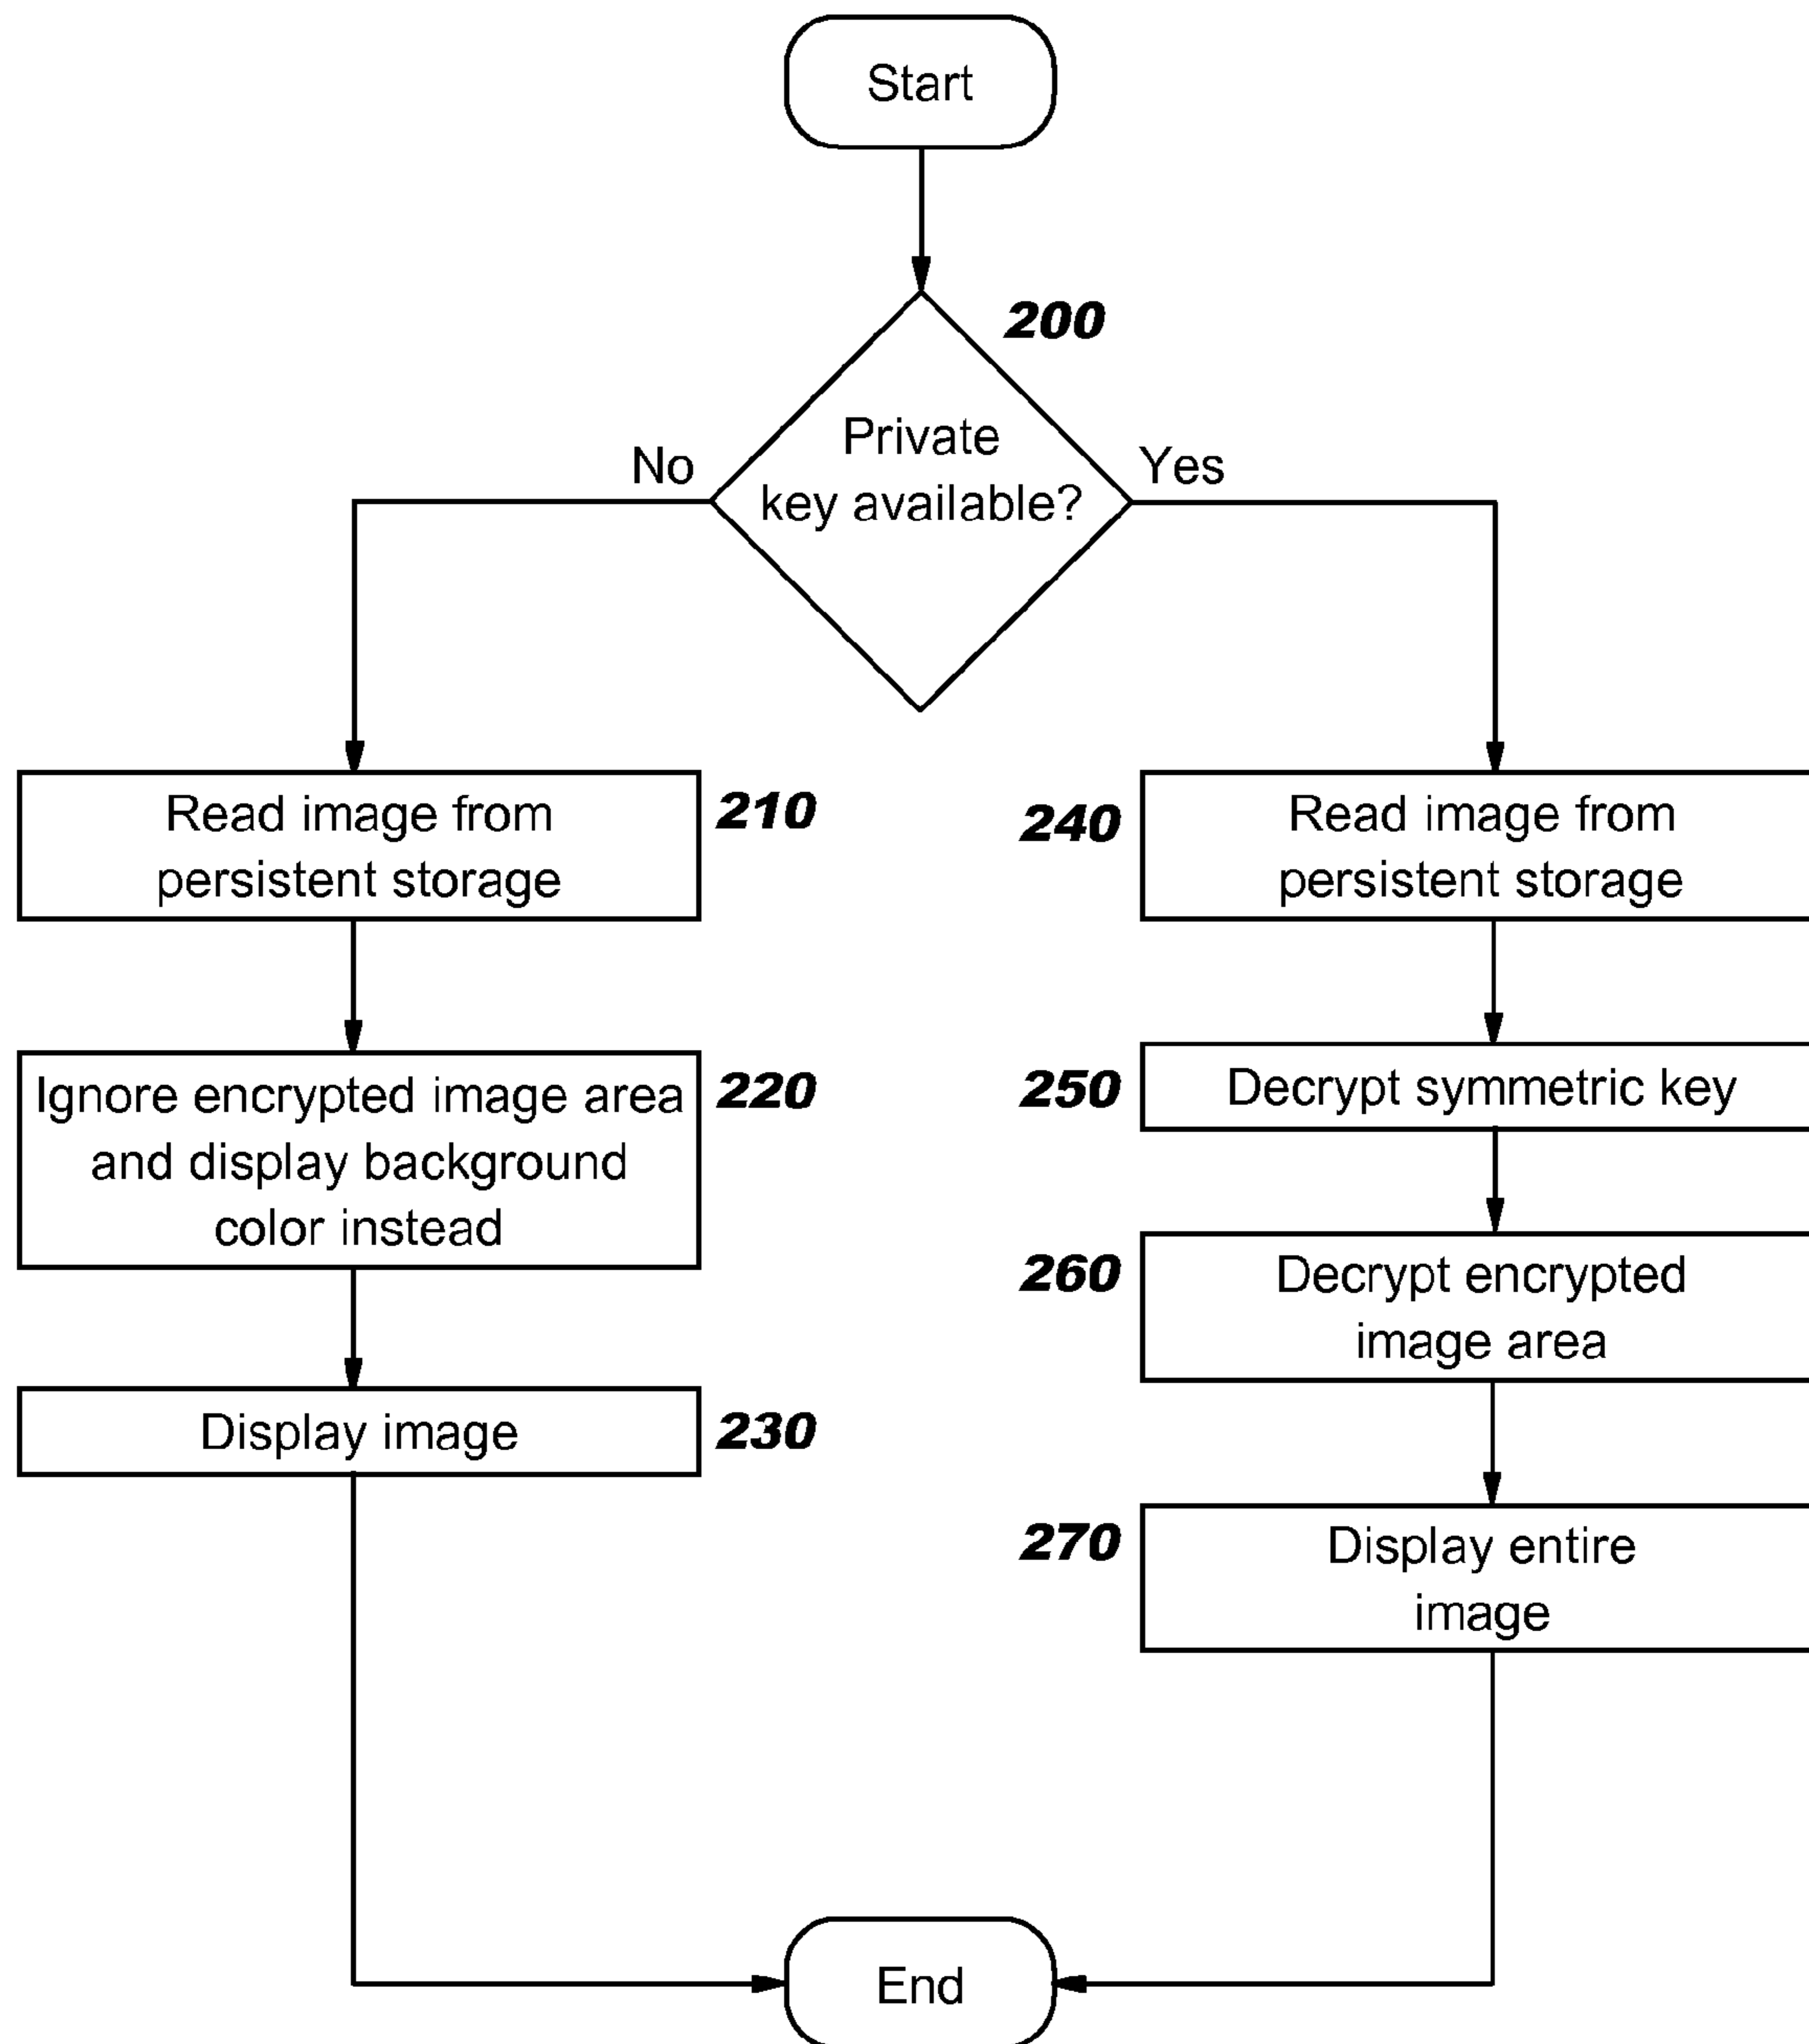 Start
200
Private
key available?
No
Yes
Read image from
persistent storage
210
Ignore encrypted image area
and display background
color instead
220
Display image
230
240
Read image from
persistent storage
250
Decrypt symmetric key
260
Decrypt encrypted
image area
270
Display entire
image
End